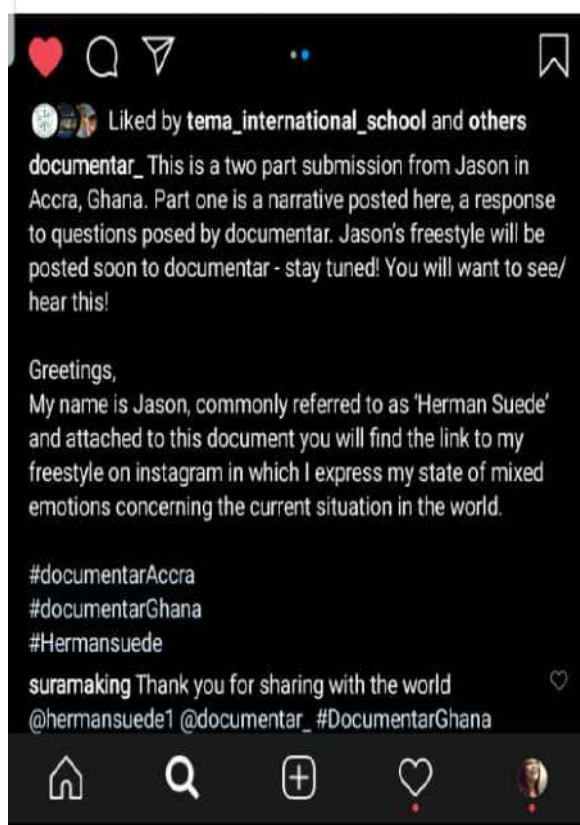 Liked by tema_international_school and others
documentar_ This is a two part submission from Jason in
Accra, Ghana. Part one is a narrative posted here, a response
to questions posed by documentar. Jason's freestyle will be
posted soon to documentar - stay tuned! You will want to see/
hear this!
Greetings,
My name is Jason, commonly referred to as 'Herman Suede'
and attached to this document you will find the link to my
freestyle on instagram in which I express my state of mixed
emotions concerning the current situation in the world.
#documentarAccra
#documentarGhana
#Hermansuede
suramaking Thank you for sharing with the world
@hermansuede1 @documentar_ #DocumentarGhana